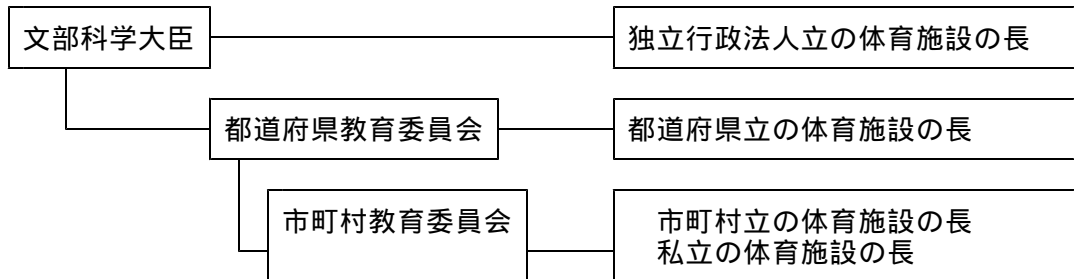 文部科学大臣
独立行政法人立の体育施設の長
都道府県教育委員会
都道府県立の体育施設の長
市町村教育委員会
市町村立の体育施設の長
私立の体育施設の長